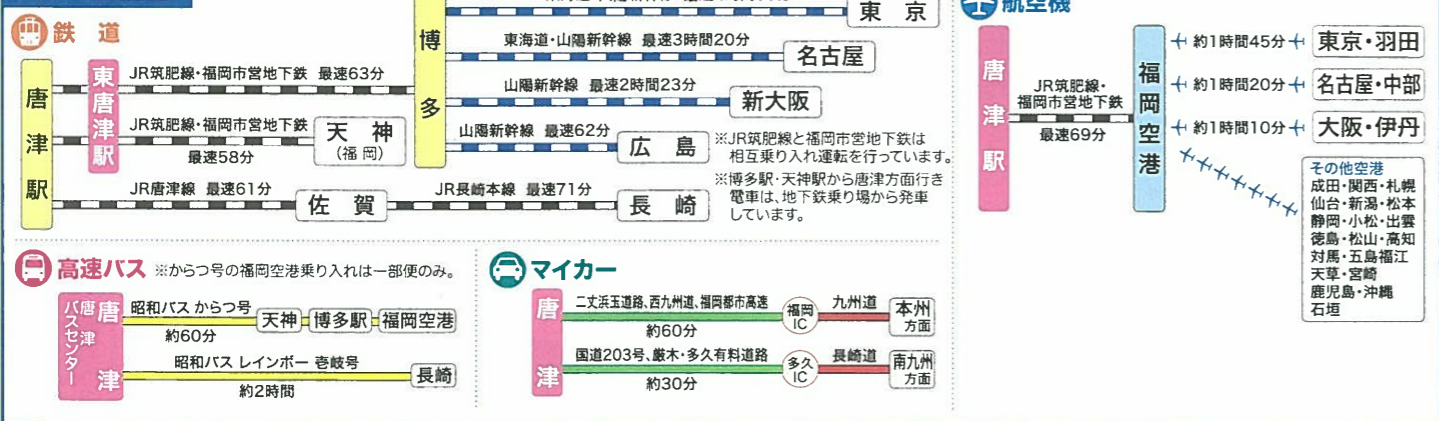 鉄道
唐津駅
東唐津駅
JR筑肥線・福岡市営地下鉄 最速63分
JR筑肥線・福岡市営地下鉄
最速58分
天神
(福岡)
JR唐津線 最速61分
佐賀
JR長崎本線 最速71分
長崎
博多
東京
東海道・山陽新幹線 最速3時間20分
名古屋
山陽新幹線 最速2時間23分
新大阪
山陽新幹線 最速62分
広島
※JR筑肥線と福岡市営地下鉄は
相互乗り入れ運転を行っています。
※博多駅・天神駅から唐津方面行き
電車は、地下鉄乗り場から発車
しています。
高速バス ※からつ号の福岡空港乗り入れは一部便のみ。
唐津
唐津
バスセンター
昭和バス からつ号
約60分
天神
博多駅
福岡空港
昭和バス レインボー 壱岐号
約2時間
長崎
マイカー
唐津
二丈浜玉道路、西九州道、福岡都市高速
約60分
福岡
IC
九州道
本州
方面
国道203号、厳木・多久有料道路
約30分
多久
IC
長崎道
南九州
方面
航空機
唐津駅
JR筑肥線・
福岡市営地下鉄
最速69分
福岡空港
約1時間45分
東京・羽田
約1時間20分
名古屋・中部
約1時間10分
大阪・伊丹
その他空港
成田・関西・札幌
仙台・新潟・松本
静岡・小松・出雲
徳島・松山・高知
対馬・五島福江
天草・宮崎
鹿児島・沖縄
石垣